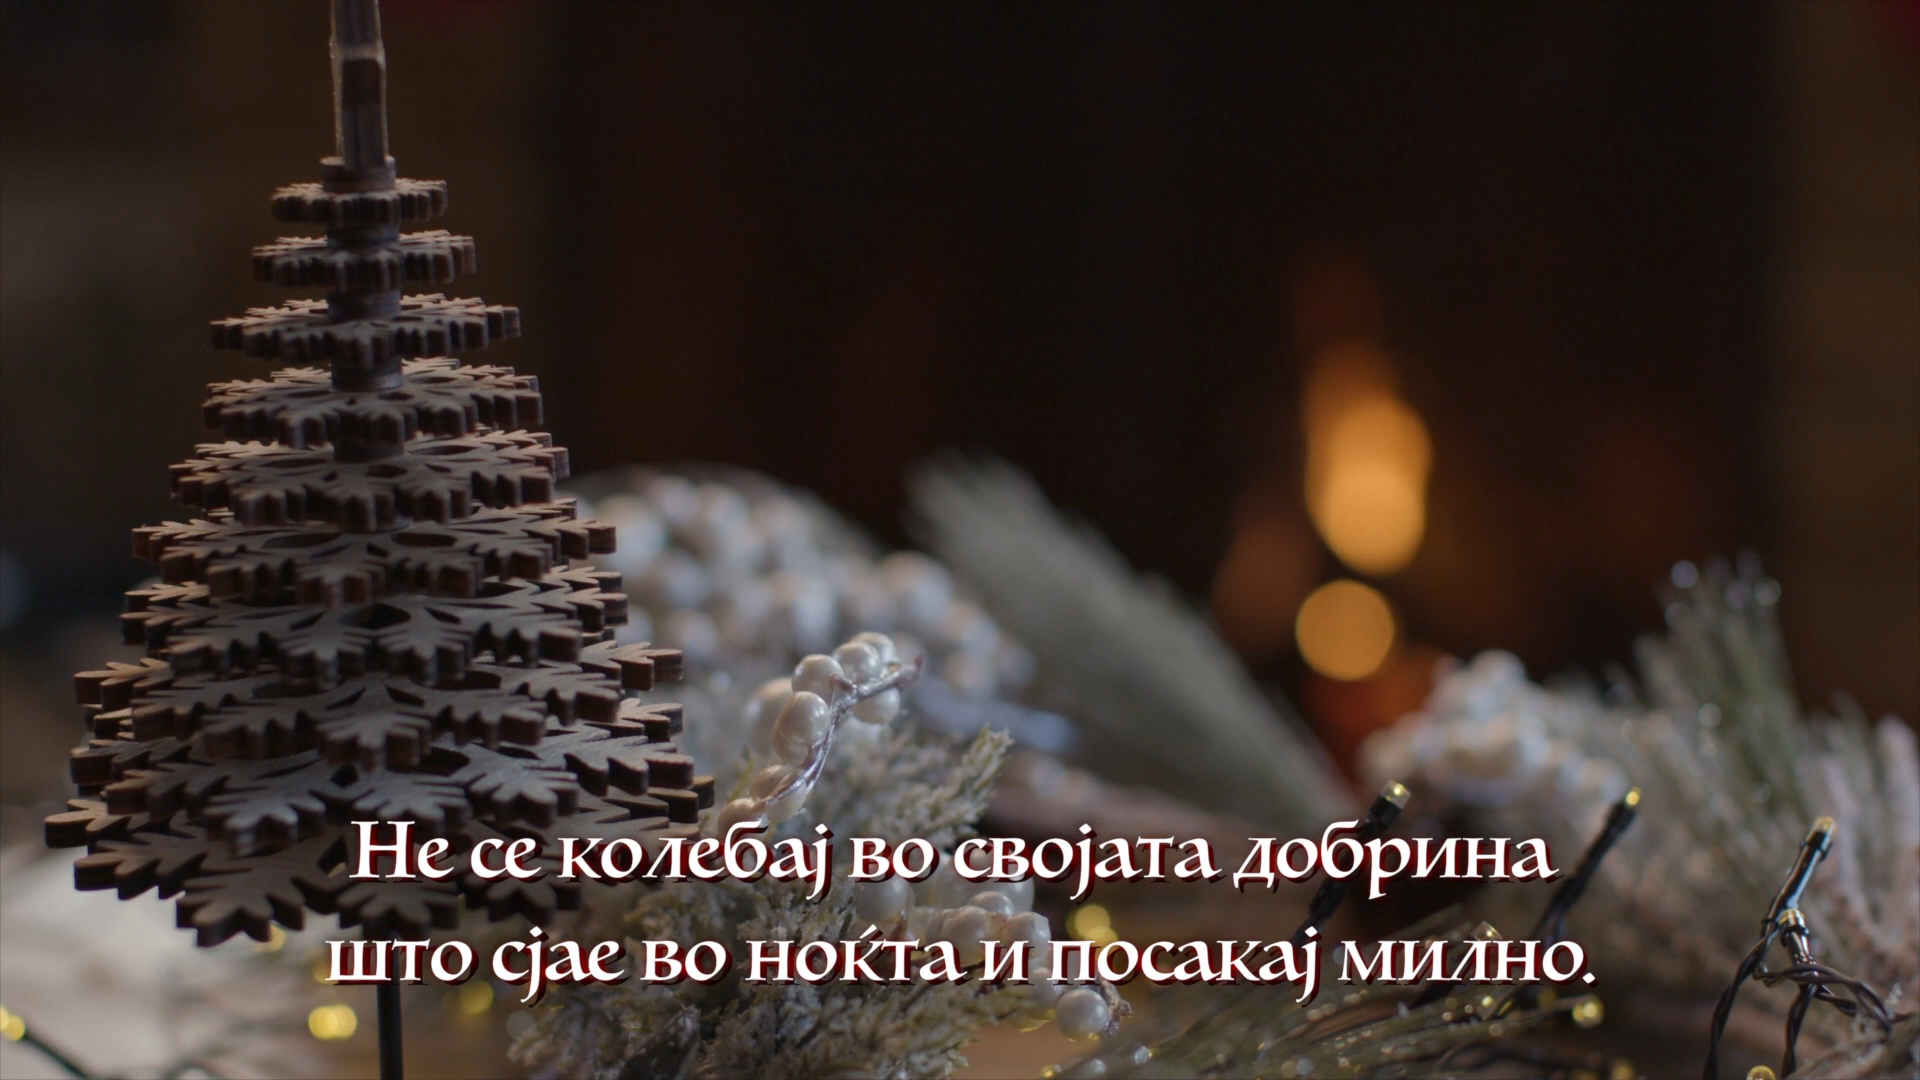 Не се колебај во својата добрина
што сјае во ноќта и посакај милно.